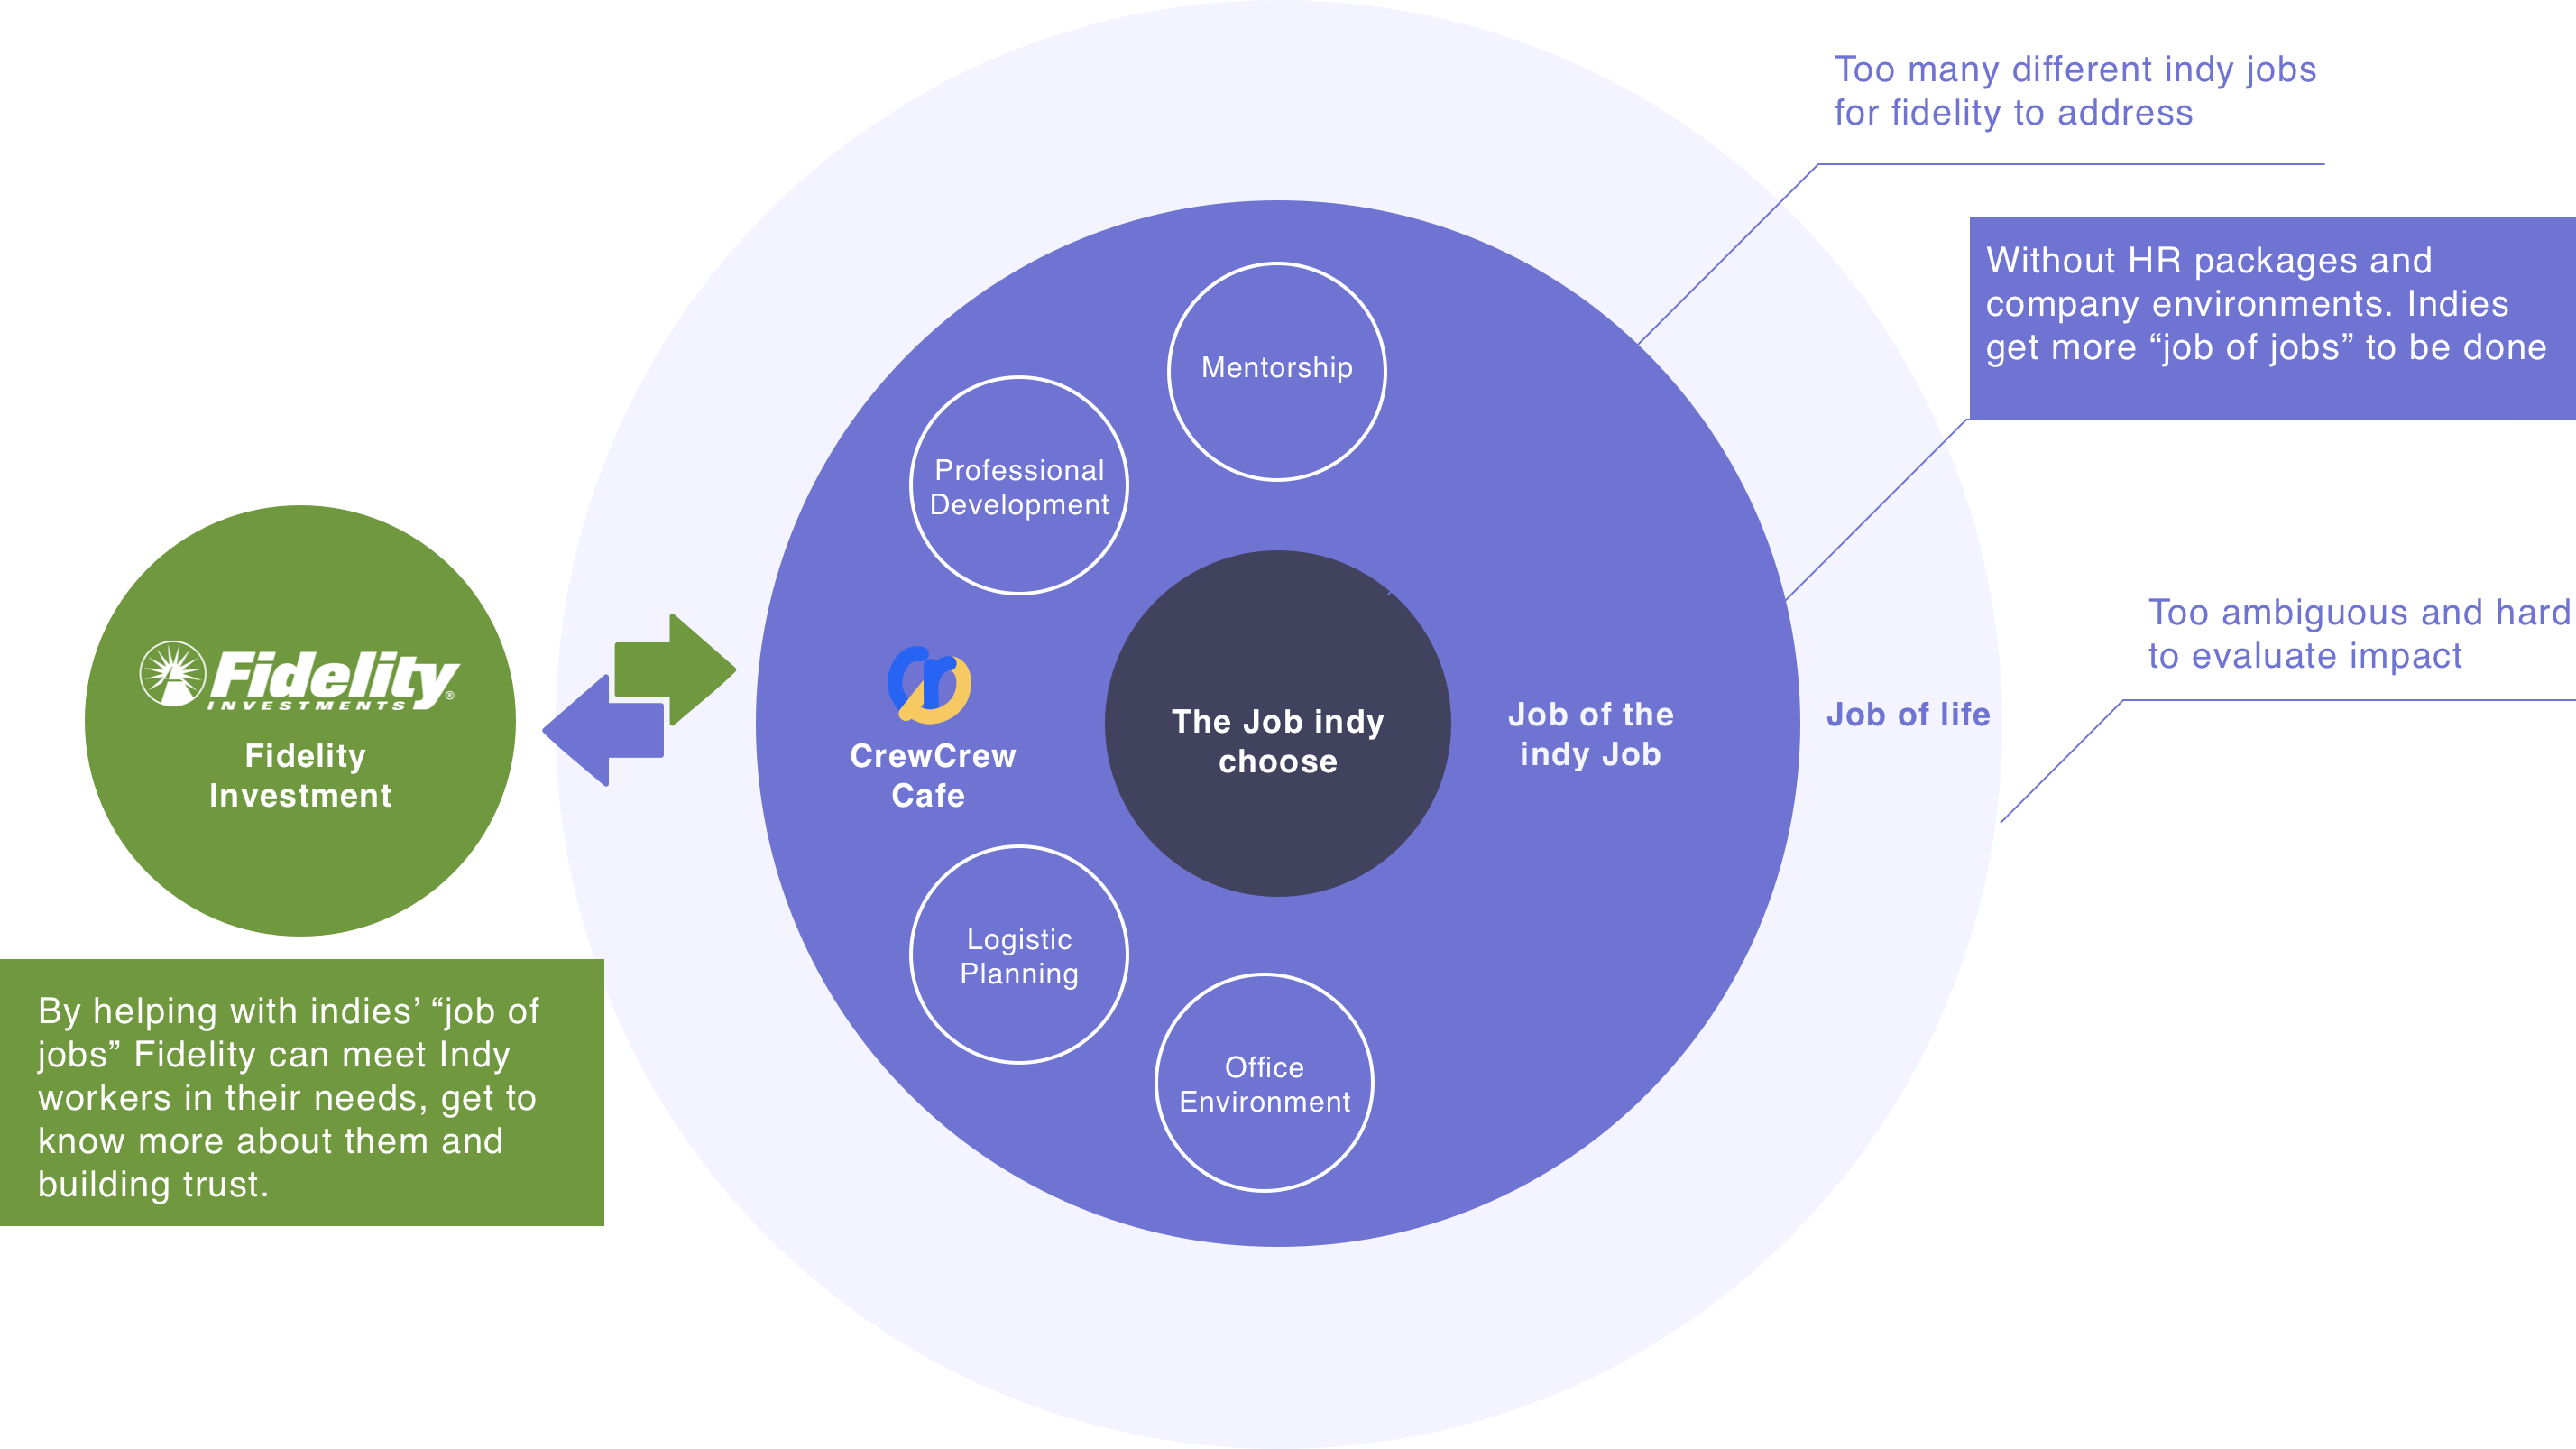 Too many different indy jobs
for fidelity to address
Without HR packages and
company environments. Indies
get more “job of jobs” to be done
Mentorship
Professional
Development
Too ambiguous and hard
to evaluate impact
Fidelity
INVESTMENTS®
Fidelity
Investment
CrewCrew
Cafe
The Job indy
choose
Job of the
indy Job
Job of life
Logistic
Planning
Office
Environment
By helping with indies’ “job of
jobs” Fidelity can meet Indy
workers in their needs, get to
know more about them and
building trust.